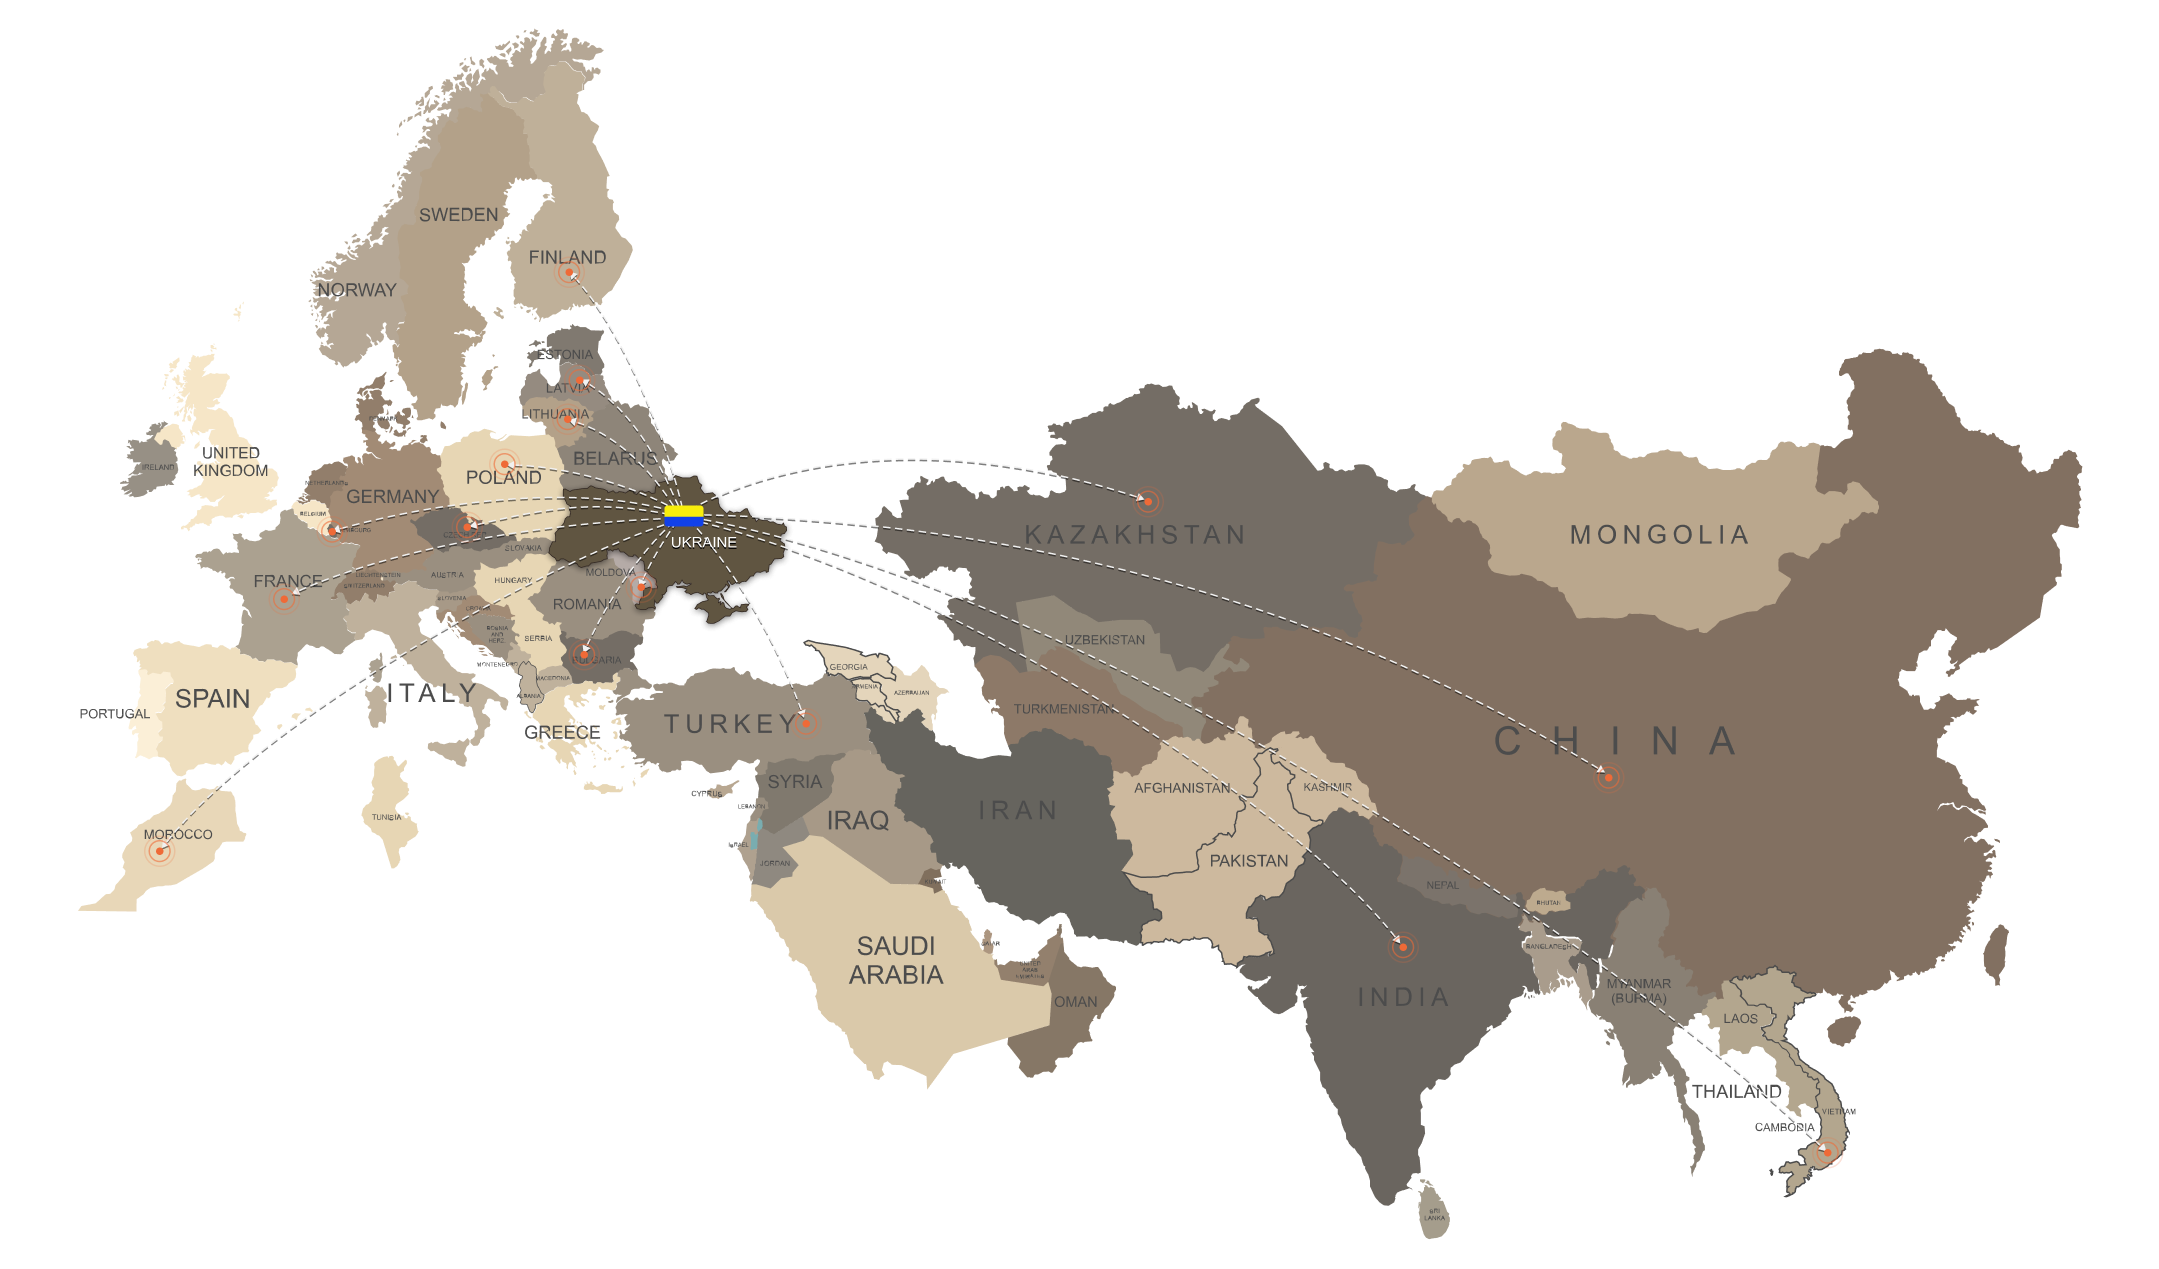 SWEDEN
FINLAND
NORWAY
ESTONIA
LATVIA
LITHUANIA
DENMARK
UNITED
KINGDOM
IRELAND
BELARUS
POLAND
NETHERLANDS
GERMANY
BELGIUM
UKRAINE
KAZAKHSTAN
MONGOLIA
SLOVAKIA
FRANCE
LIECHTENSTEIN
SWITZERLAND
AUSTRIA
HUNGARY
MOLDOVA
SLOVENIA
ROMANIA
BOSNIA
AND
HERZ.
SERBIA
UZBEKISTAN
MONTENEGRO
BULGARIA
GEORGIA
MACEDONIA
ARMENIA
AZERBAIJAN
ITALY
ALBANIA
SPAIN
PORTUGAL
GREECE
TURKEY
TURKMENISTAN
CHINA
SYRIA
AFGHANISTAN
KASHMIR
CYPRUS
LEBANON
IRAN
TUNISIA
IRAQ
MOROCCO
ISRAEL
JORDAN
PAKISTAN
KUWAIT
NEPAL
BHUTAN
SAUDI
ARABIA
QATAR
BANGLADESH
UNITED
ARAB
EMIRATES
OMAN
INDIA
MYANMAR
(BURMA)
LAOS
THAILAND
VIETNAM
CAMBODIA
SRI
LANKA